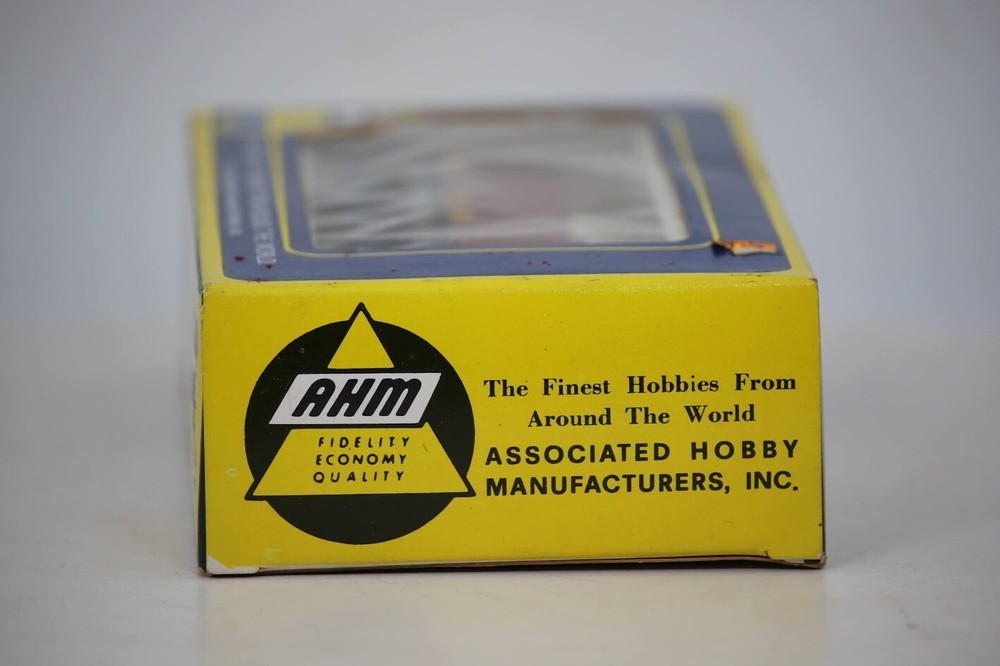 AHM
FIDELITY
ECONOMY
QUALITY
The Finest Hobbies From
Around The World
ASSOCIATED HOBBY
MANUFACTURERS, INC.